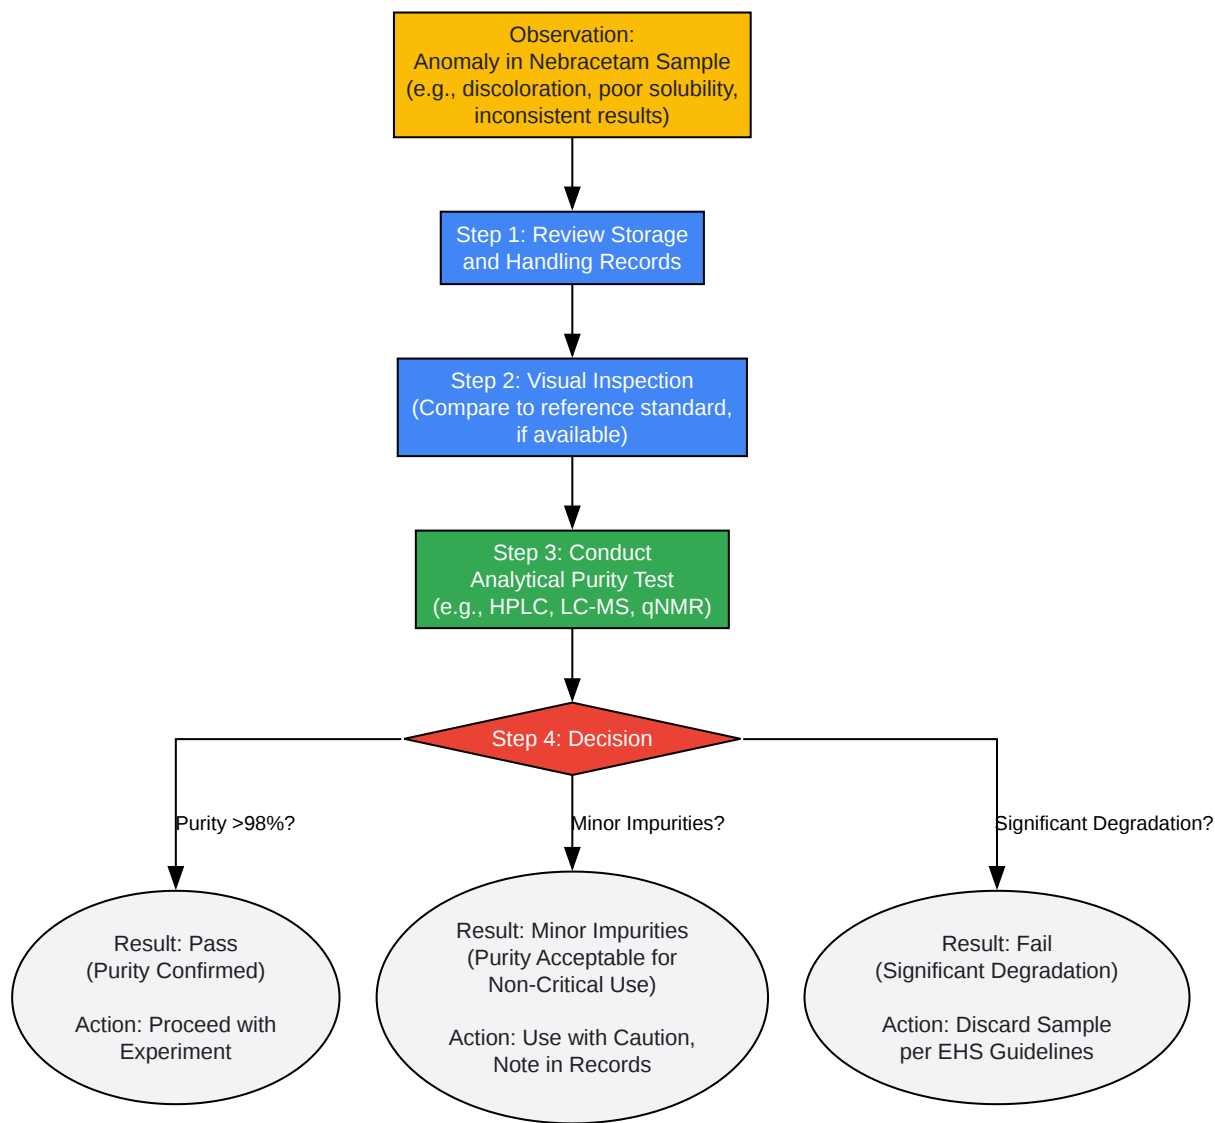 Observation:
Anomaly in Nebracetam Sample
(e.g., discoloration, poor solubility,
inconsistent results)
Step 1: Review Storage
and Handling Records
Step 2: Visual Inspection
(Compare to reference standard,
if available)
Step 3: Conduct
Analytical Purity Test
(e.g., HPLC, LC-MS, qNMR)
Step 4: Decision
Purity >98%?
Minor Impurities?
Significant Degradation?
Result: Pass
(Purity Confirmed)
Action: Proceed with
Experiment
Result: Minor Impurities
(Purity Acceptable for
Non-Critical Use)
Action: Use with Caution,
Note in Records
Result: Fail
(Significant Degradation)
Action: Discard Sample
per EHS Guidelines